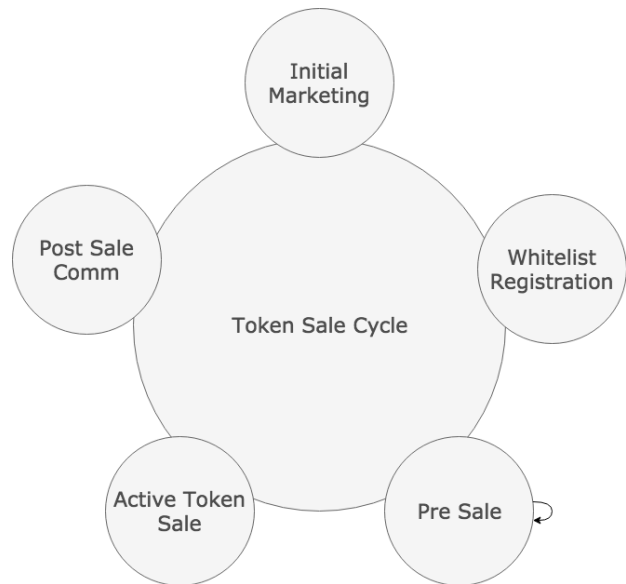 Initial
Marketing
Post Sale
Comm
Whitelist
Registration
Token Sale Cycle
Active Token
Sale
Pre Sale